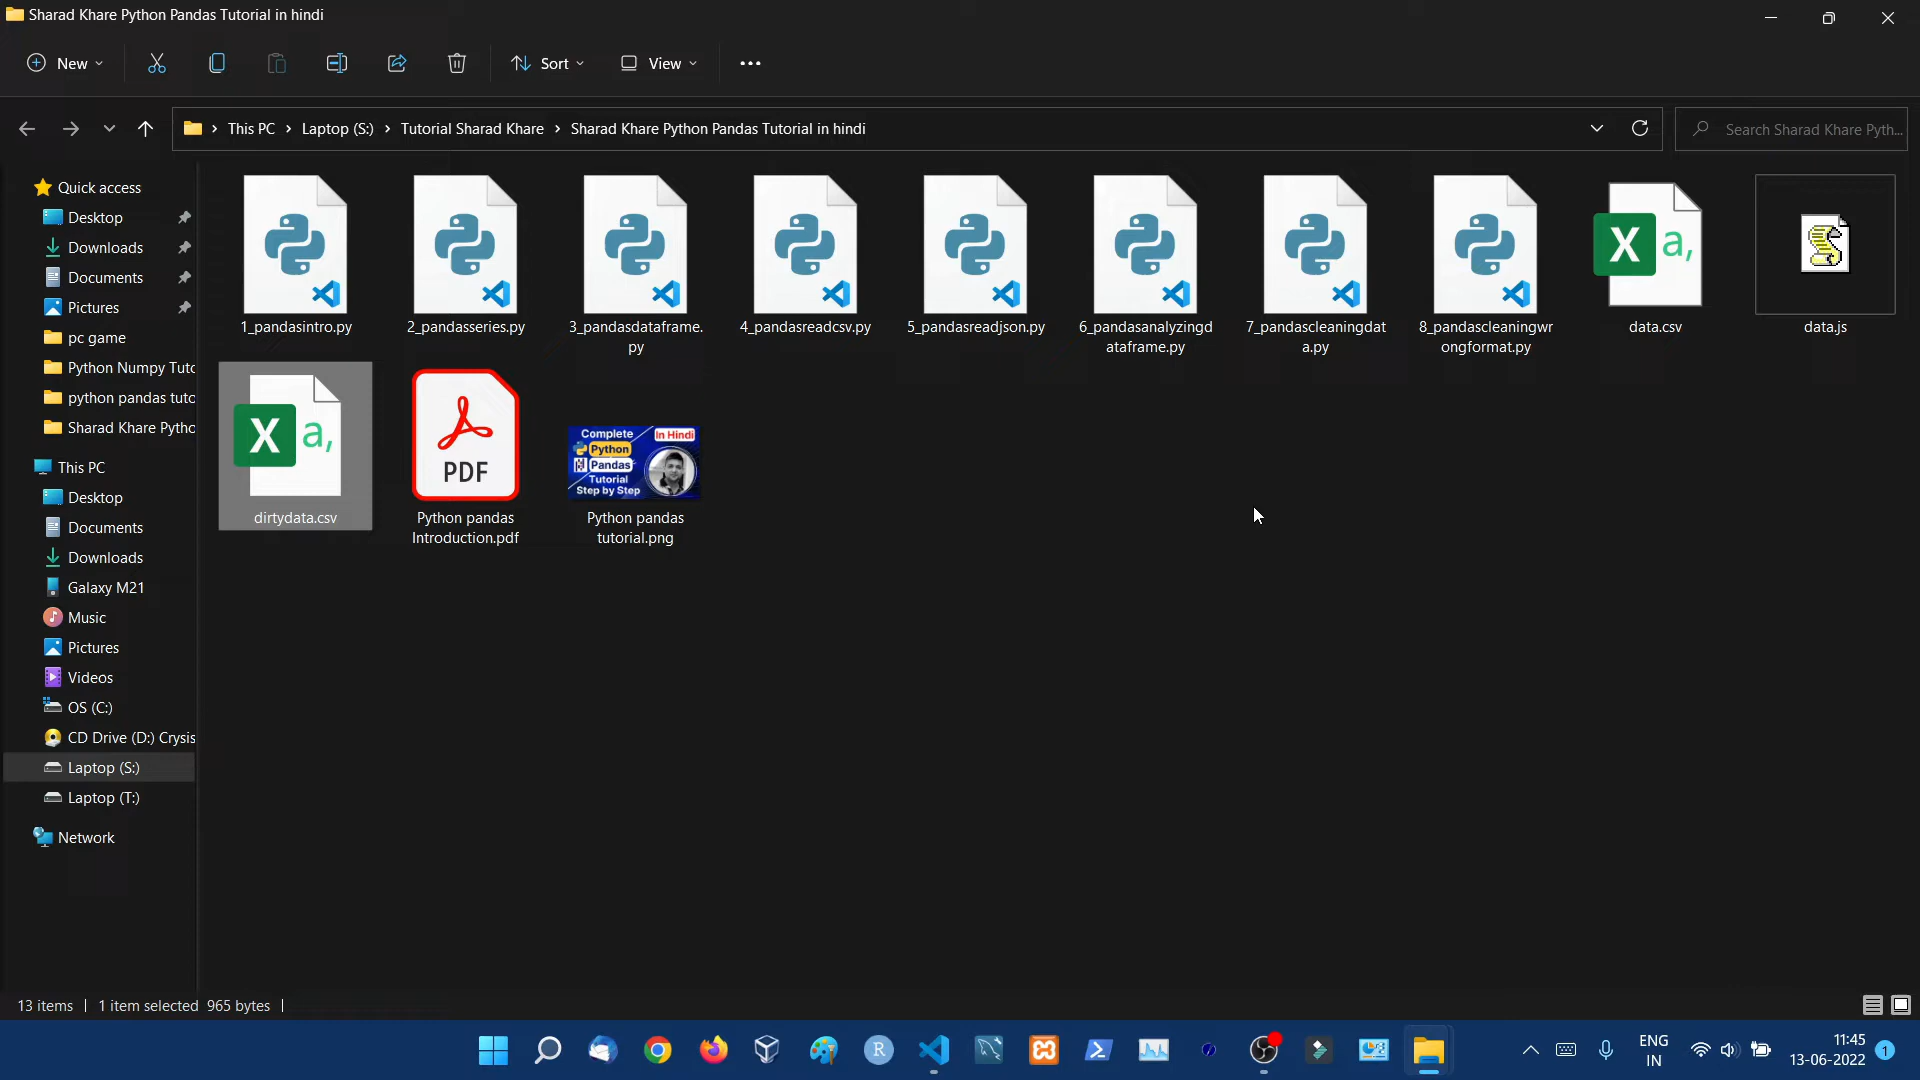 Sharad Khare Python Pandas Tutorial in hindi
New
Sort
View
This PC
Laptop (S:)
Tutorial Sharad Khare
Sharad Khare Python Pandas Tutorial in hindi
Search Sharad Khare Pyth...
Quick access
Desktop
Downloads
Documents
Pictures
pc game
Python Numpy Tuto
python pandas tuto
Sharad Khare Pytho
This PC
Desktop
Documents
Downloads
Galaxy M21
Music
Pictures
Videos
OS (C:)
CD Drive (D:) Crysis
Laptop (S:)
Laptop (T:)
Network
1_pandasintro.py
2_pandasseries.py
3_pandasdataframe.
py
4_pandasreadcsv.py
5_pandasreadjson.py
6_pandasanalyzingd
ataframe.py
7_pandascleaningdat
a.py
8_pandascleaningwr
ongformat.py
X a,
data.csv
data.js
X a,
dirtydata.csv
PDF
Python pandas
Introduction.pdf
Complete
In Hindi
Python
Pandas
Tutorial
Step by Step
Python pandas
tutorial.png
13 items
1 item selected 965 bytes
R
ENG
IN
11:45
13-06-2022
1